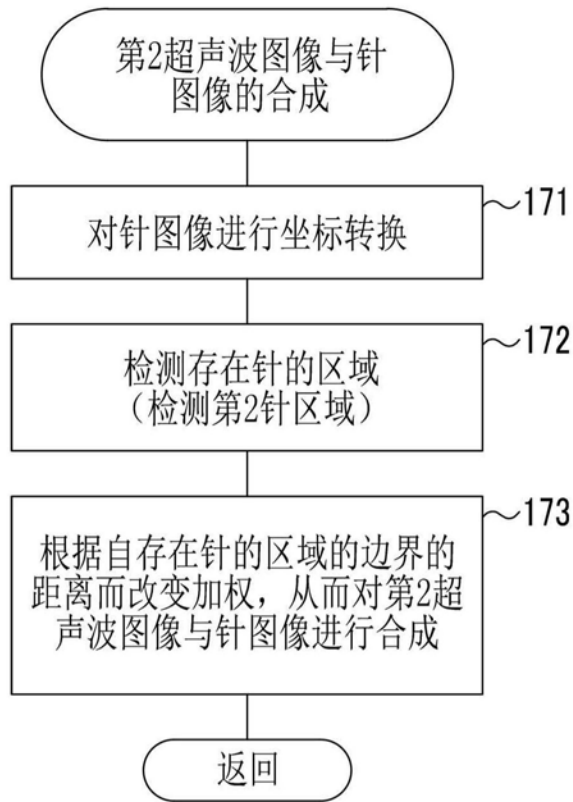 第2超声波图像与针
图像的合成
171
对针图像进行坐标转换
172
检测存在针的区域
（检测第2针区域）
173
根据自存在针的区域的边界的
距离而改变加权，从而对第2超
声波图像与针图像进行合成
返回